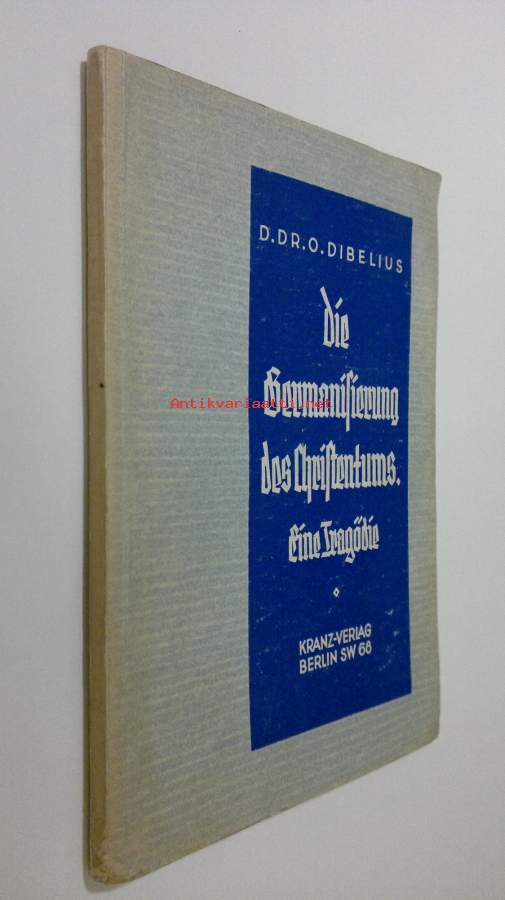 D.DR.O.DIBELIUS
die
Germanisierung
Antikvariaatti.net
des Christentums.
Eine Tragödie
KRANZ-VERLAG
BERLIN SW 68